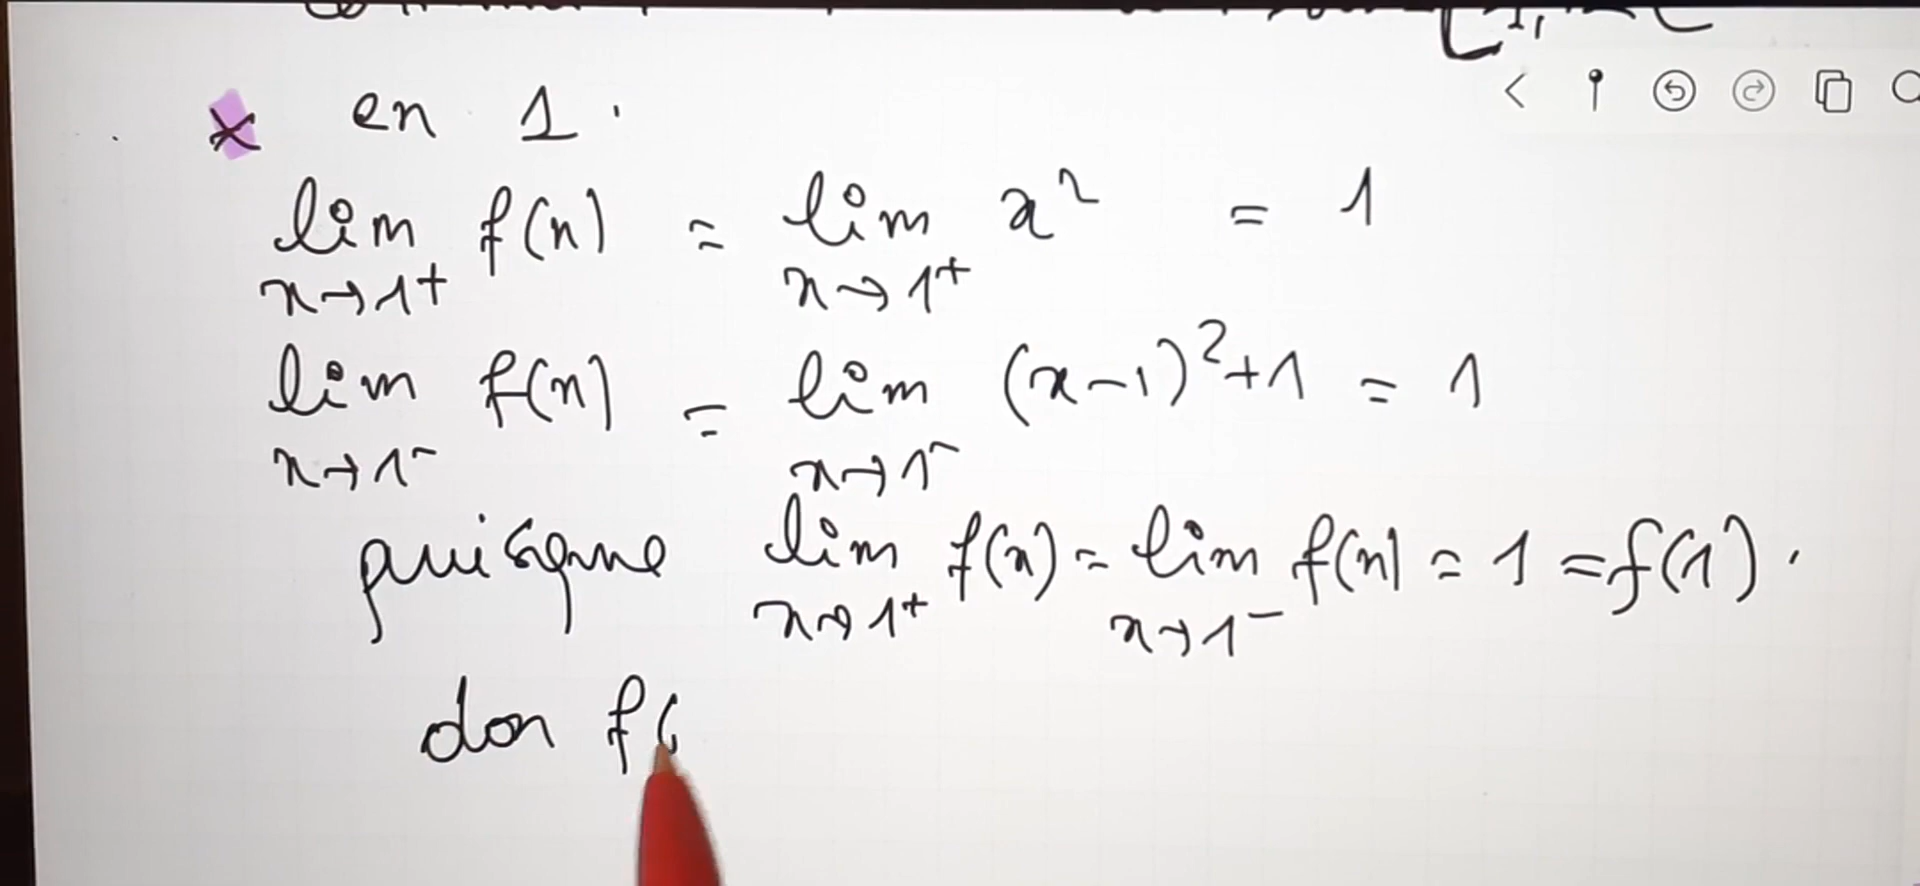 * en 1.
lim f(x) = lim x² = 1
x→1⁺ x→1⁺
lim f(x) = lim (x-1)²+1 = 1
x→1⁻ x→1⁻
puisque lim f(x) = lim f(x) = 1 = f(1).
x→1⁺ x→1⁻
don f(